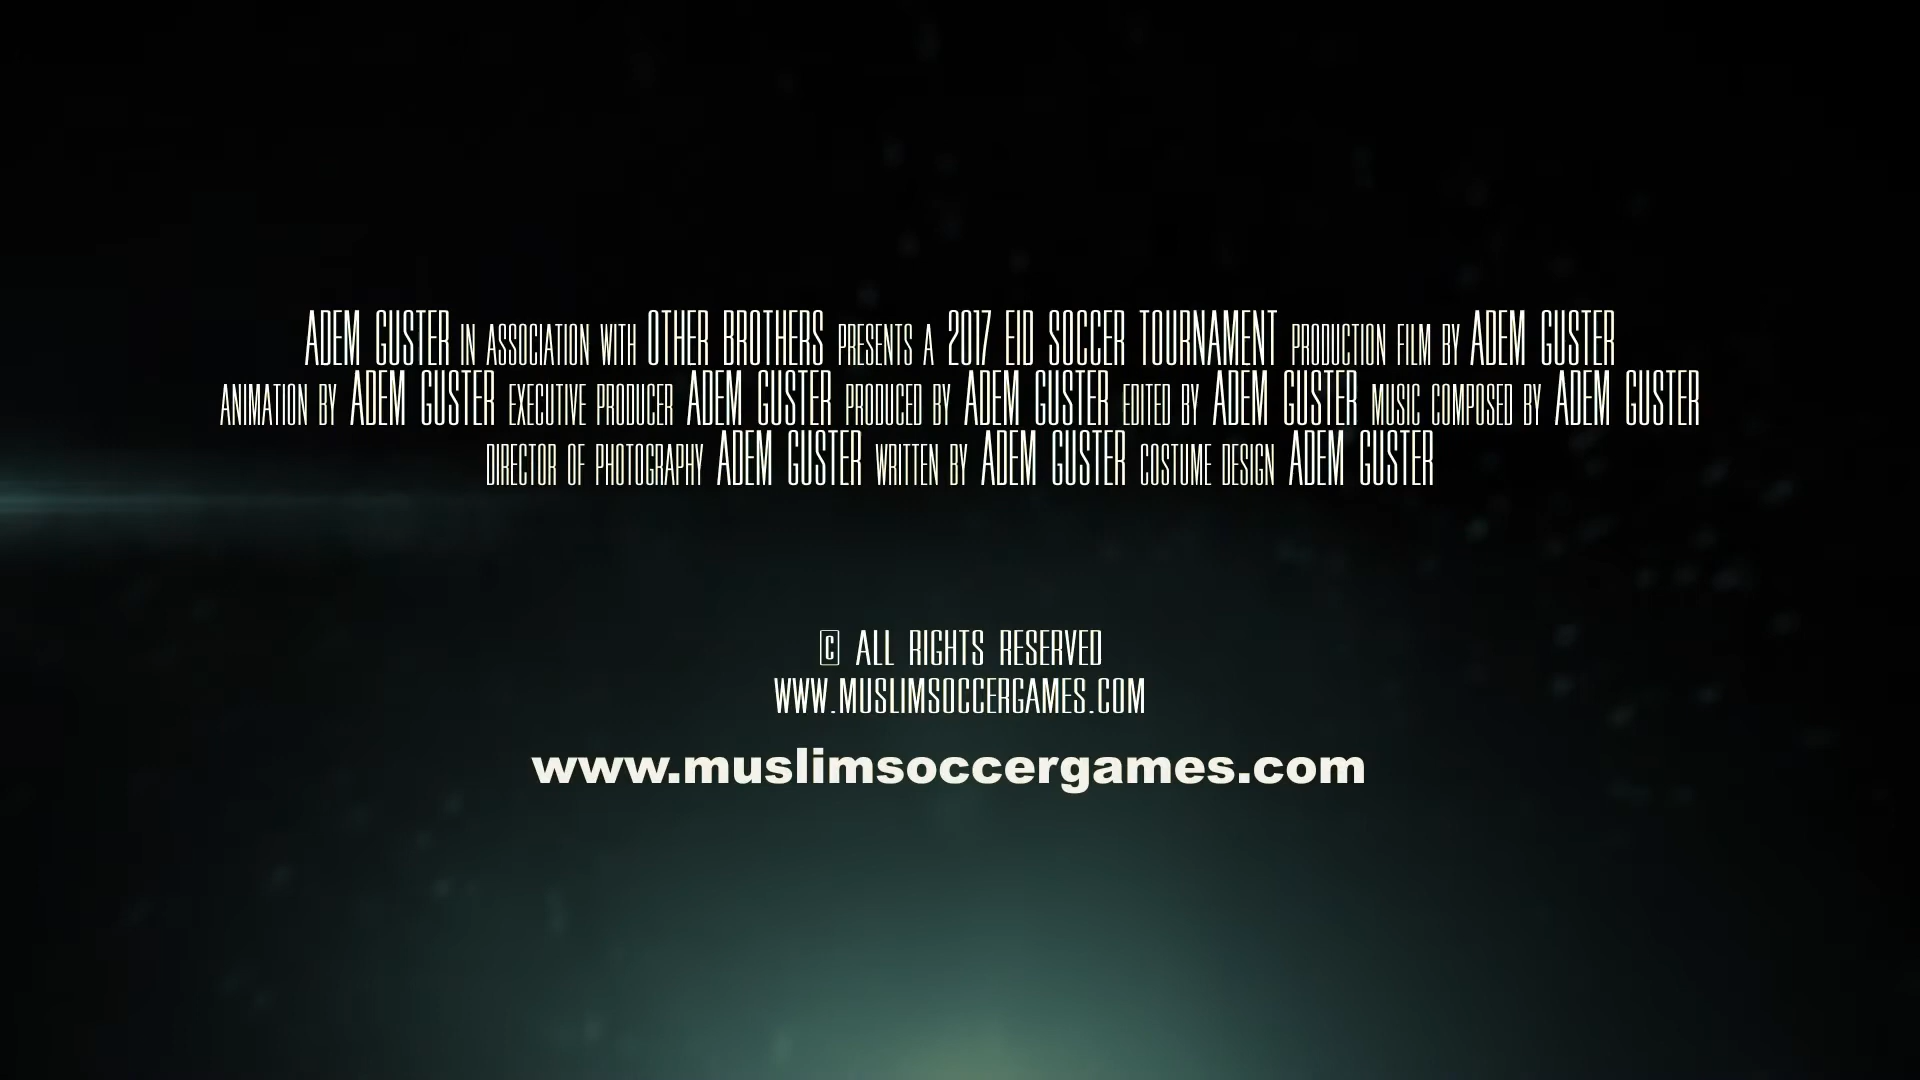 ADEM GUSTER IN ASSOCIATION WITH OTHER BROTHERS PRESENTS A 2017 EID SOCCER TOURNAMENT PRODUCTION FILM BY ADEM GUSTER
ANIMATION BY ADEM GUSTER EXECUTIVE PRODUCER ADEM GUSTER PRODUCED BY ADEM GUSTER EDITED BY ADEM GUSTER MUSIC COMPOSED BY ADEM GUSTER
DIRECTOR OF PHOTOGRAPHY ADEM GUSTER WRITTEN BY ADEM GUSTER COSTUME DESIGN ADEM GUSTER
© ALL RIGHTS RESERVED
WWW.MUSLIMSOCCERGAMES.COM
www.muslimsoccergames.com